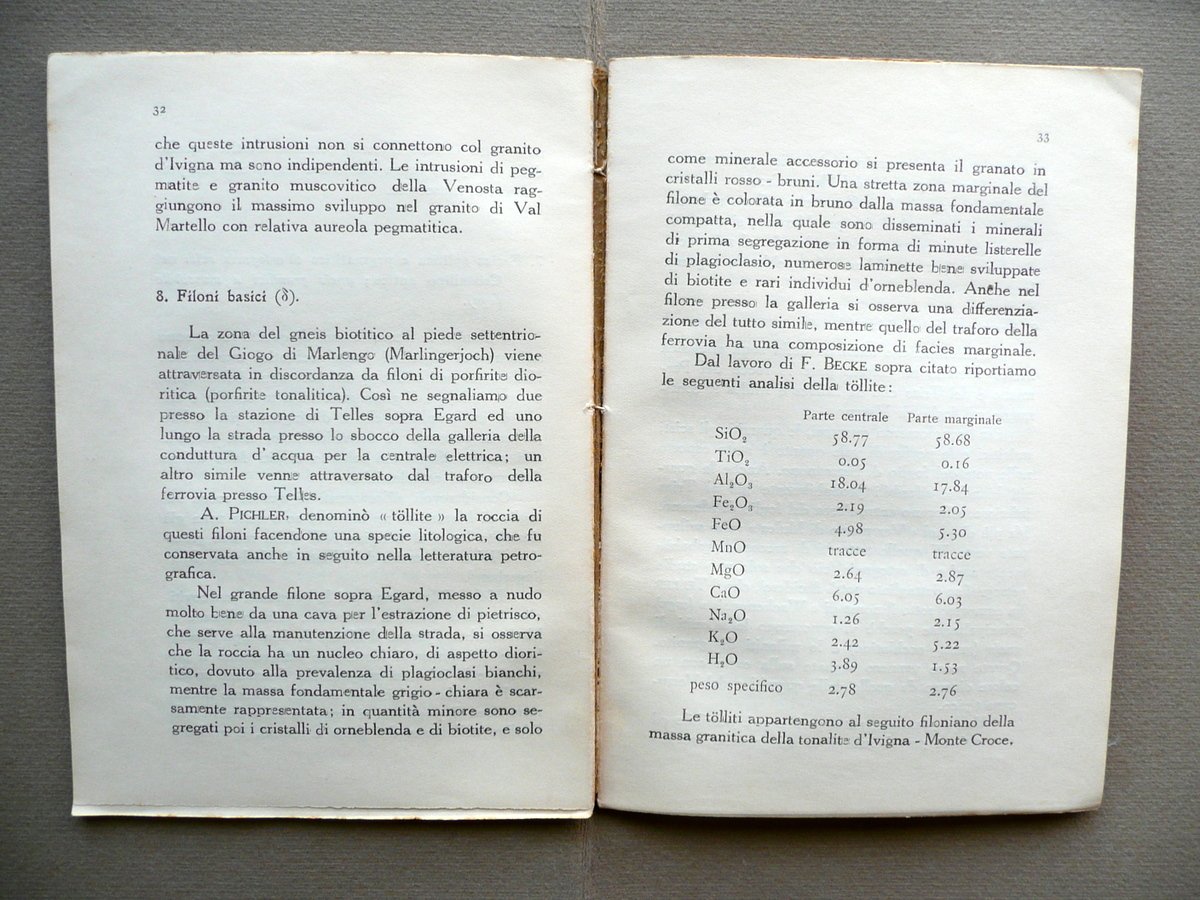 32
che queste intrusioni non si connettono col granito
d'Ivigna ma sono indipendenti. Le intrusioni di peg-
matite e granito muscovitico della Venosta rag-
giungono il massimo sviluppo nel granito di Val
Martello con relativa aureola pegmatitica.
8. Filoni basici (δ).
La zona del gneis biotitico al piede settentrio-
nale del Giogo di Marlengo (Marlingerjoch) viene
attraversata in discordanza da filoni di porfirite dio-
ritica (porfirite tonalitica). Così ne segnaliamo due
presso la stazione di Telles sopra Egard ed uno
lungo la strada presso lo sbocco della galleria della
conduttura d'acqua per la centrale elettrica; un
altro simile venne attraversato dal traforo della
ferrovia presso Telles.
A. PICHLER, denominò « töllite » la roccia di
questi filoni facendone una specie litologica, che fu
conservata anche in seguito nella letteratura petro-
grafica.
Nel grande filone sopra Egard, messo a nudo
molto bene da una cava per l'estrazione di pietrisco,
che serve alla manutenzione della strada, si osserva
che la roccia ha un nucleo chiaro, di aspetto diori-
tico, dovuto alla prevalenza di plagioclasi bianchi,
mentre la massa fondamentale grigio - chiara è scar-
samente rappresentata; in quantità minore sono se-
gregati poi i cristalli di orneblenda e di biotite, e solo
33
come minerale accessorio si presenta il granato in
cristalli rosso - bruni. Una stretta zona marginale del
filone è colorata in bruno dalla massa fondamentale
compatta, nella quale sono disseminati i minerali
di prima segregazione in forma di minute listerelle
di plagioclasio, numerose laminette bene sviluppate
di biotite e rari individui d'orneblenda. Anche nel
filone presso la galleria si osserva una differenzia-
zione del tutto simile, mentre quello del traforo della
ferrovia ha una composizione di facies marginale.
Dal lavoro di F. BECKE sopra citato riportiamo
le seguenti analisi della töllite:
Parte centrale Parte marginale
SiO₂ 58.77 58.68
TiO₂ 0.05 0.16
Al₂O₃ 18.04 17.84
Fe₂O₃ 2.19 2.05
FeO 4.98 5.30
MnO tracce tracce
MgO 2.64 2.87
CaO 6.05 6.03
Na₂O 1.26 2.15
K₂O 2.42 5.22
H₂O 3.89 1.53
peso specifico 2.78 2.76
Le tölliti appartengono al seguito filoniano della
massa granitica della tonalite d'Ivigna - Monte Croce.